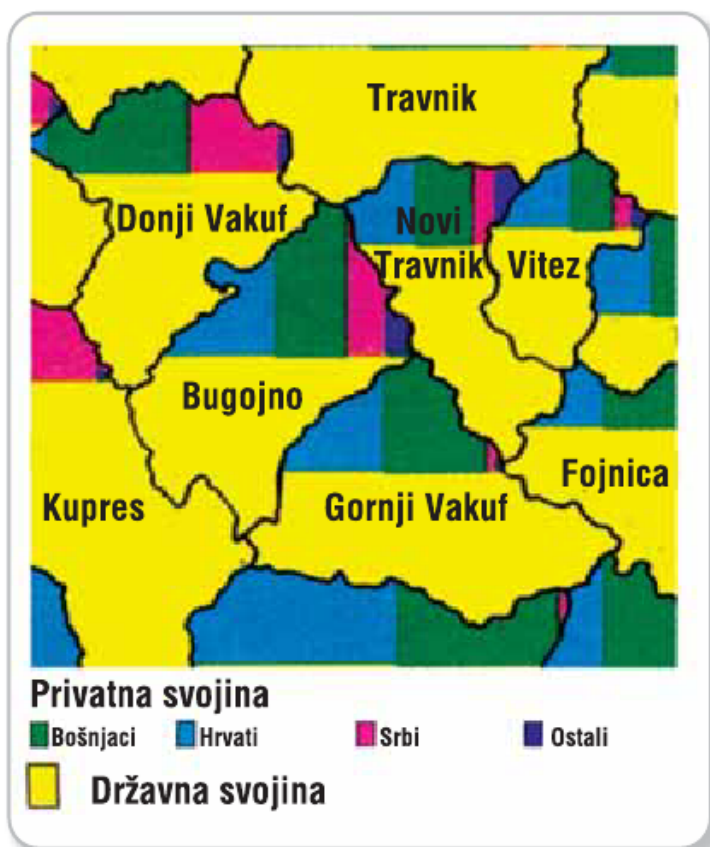 Travnik
Donji Vakuf
Novi
Travnik
Vitez
Bugojno
Fojnica
Kupres
Gornji Vakuf
Privatna svojina
Bošnjaci
Hrvati
Srbi
Ostali
Državna svojina